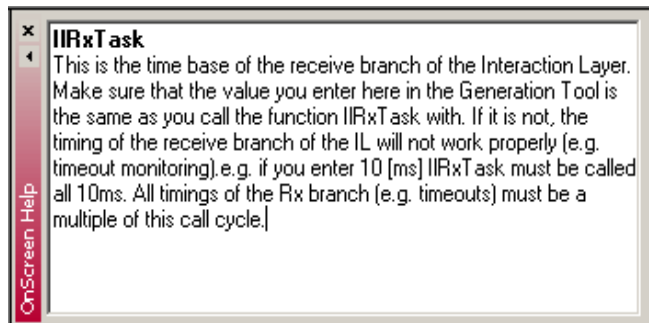 IlRxTask
This is the time base of the receive branch of the Interaction Layer.
Make sure that the value you enter here in the Generation Tool is
the same as you call the function IlRxTask with. If it is not, the
timing of the receive branch of the IL will not work properly (e.g.
timeout monitoring).e.g. if you enter 10 [ms] IlRxTask must be called
all 10ms. All timings of the Rx branch (e.g. timeouts) must be a
multiple of this call cycle.
OnScreen Help